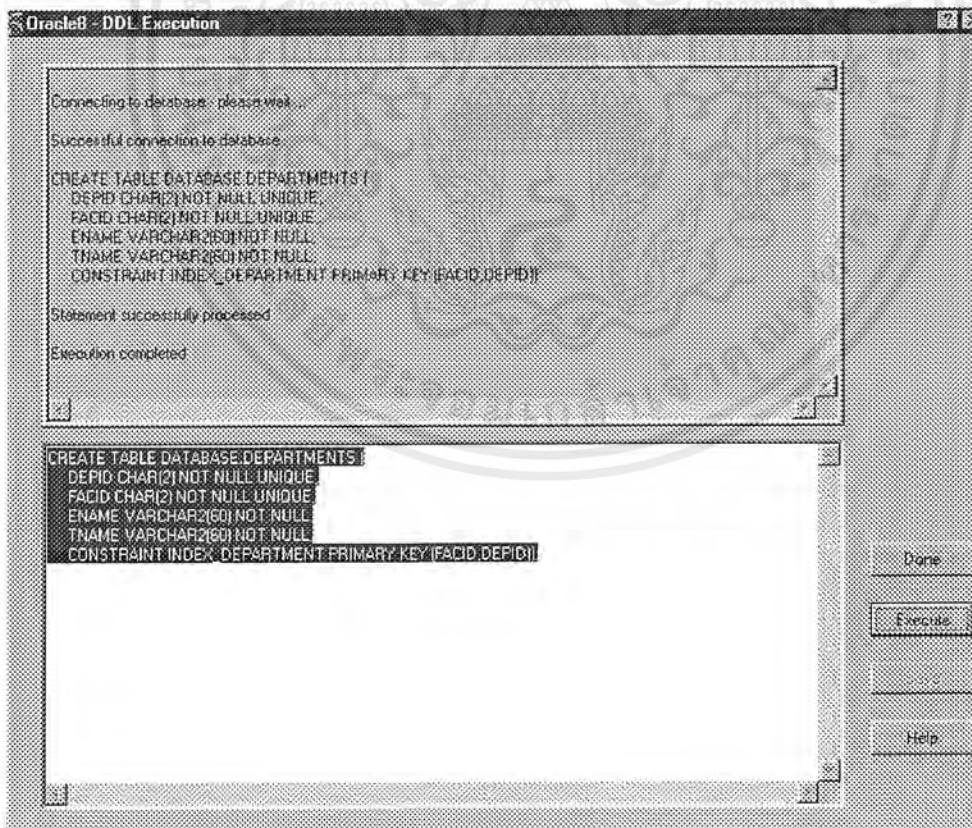 Oracle8 - DDL Execution
Connecting to database - please wait...
Successful connection to database
CREATE TABLE DATABASE.DEPARTMENTS (
DEPID CHAR(2) NOT NULL UNIQUE,
FACID CHAR(2) NOT NULL UNIQUE,
ENAME VARCHAR2(60) NOT NULL,
TNAME VARCHAR2(60) NOT NULL,
CONSTRAINT INDEX_DEPARTMENT PRIMARY KEY (FACID,DEPID))
Statement successfully processed
Execution completed
CREATE TABLE DATABASE.DEPARTMENTS (
DEPID CHAR(2) NOT NULL UNIQUE,
FACID CHAR(2) NOT NULL UNIQUE,
ENAME VARCHAR2(60) NOT NULL,
TNAME VARCHAR2(60) NOT NULL,
CONSTRAINT INDEX_DEPARTMENT PRIMARY KEY (FACID,DEPID))
Done
Execute
Help